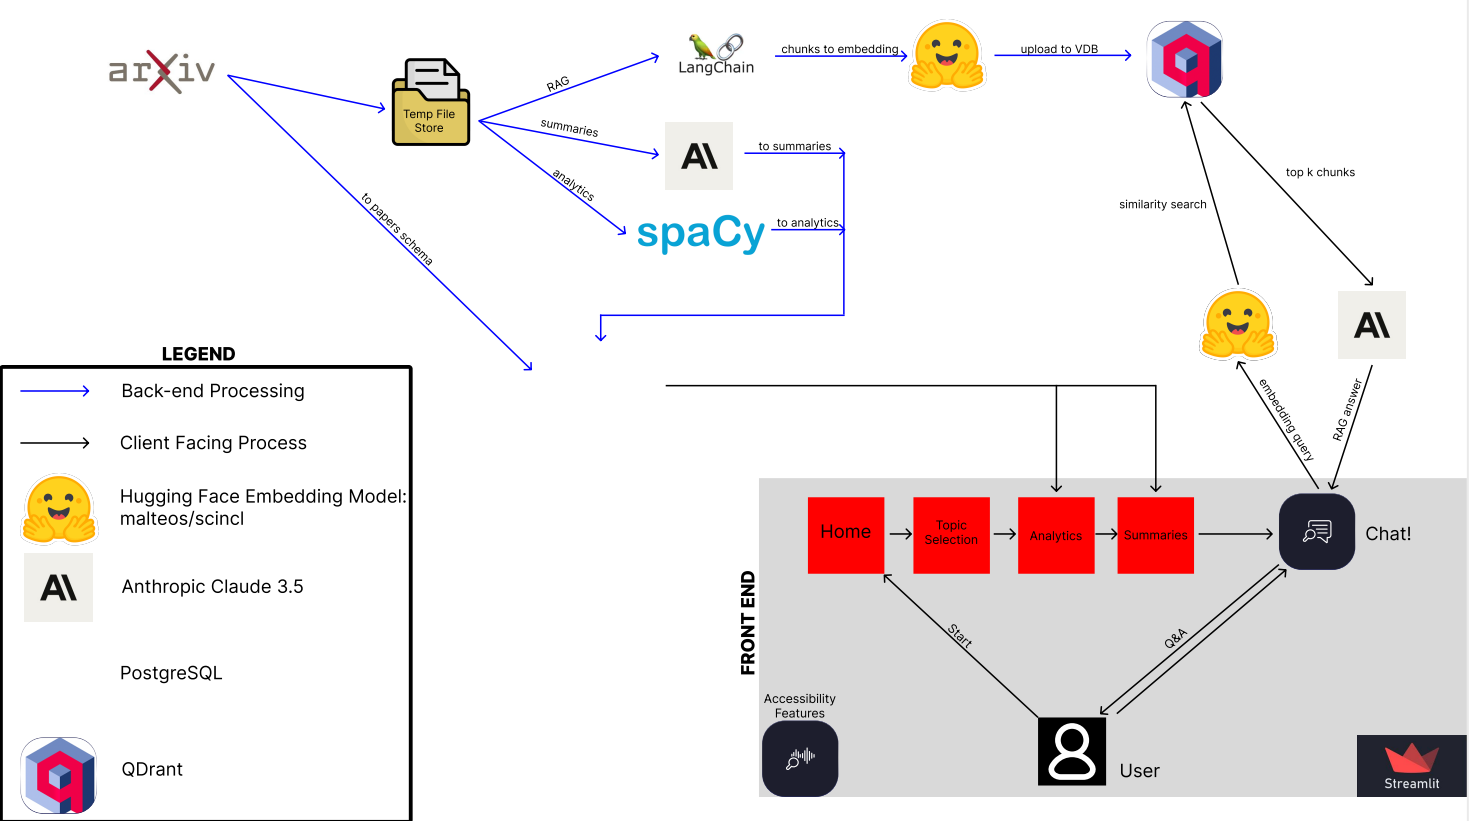 arXiv
Temp File
Store
RAG
summaries
analytics
to papers schema
LangChain
chunks to embedding
upload to VDB
AI
to summaries
spaCy
to analytics
similarity search
top k chunks
AI
embedding query
RAG answer
LEGEND
Back-end Processing
Client Facing Process
Hugging Face Embedding Model:
malteos/scincl
AI
Anthropic Claude 3.5
PostgreSQL
QDrant
FRONT END
Home
Topic
Selection
Analytics
Summaries
Chat!
Start
Q&A
Accessibility
Features
User
Streamlit